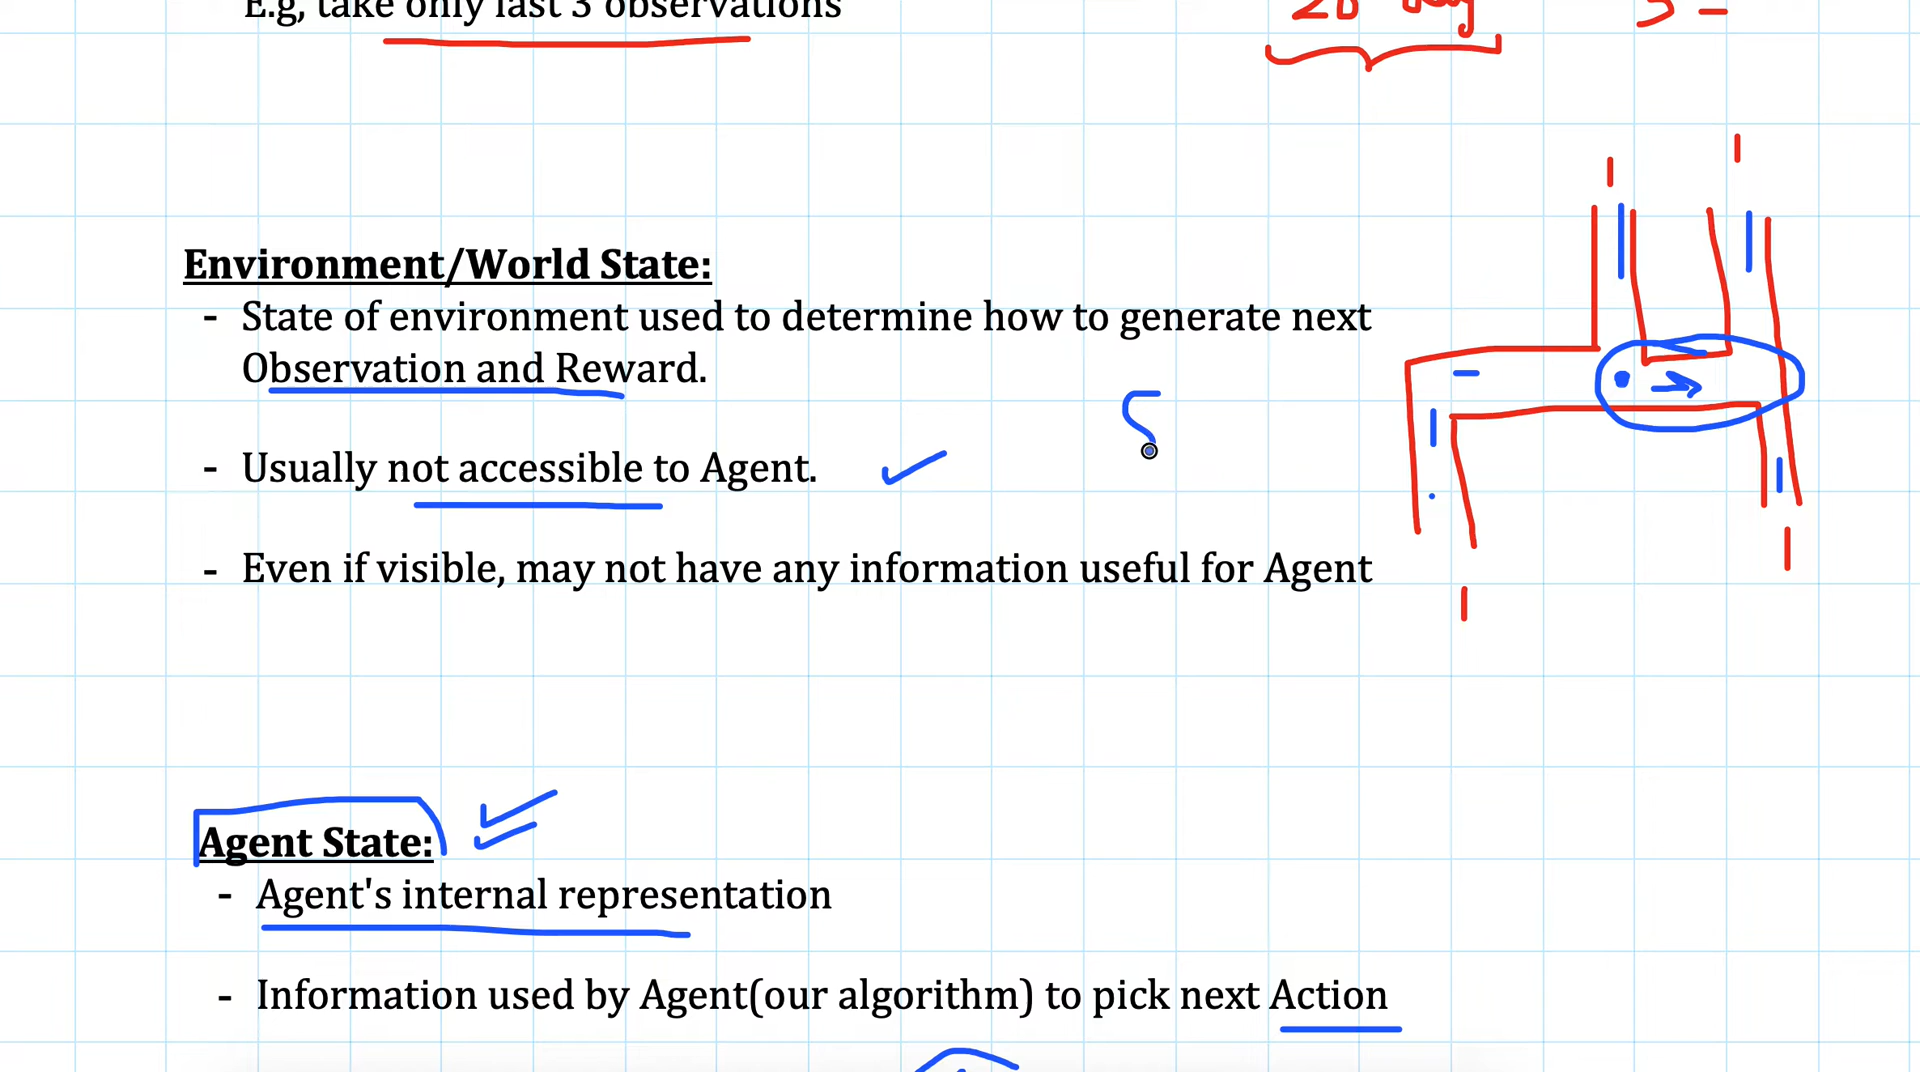 E.g, take only last 3 observations
Environment/World State:
- State of environment used to determine how to generate next
Observation and Reward.
- Usually not accessible to Agent.
- Even if visible, may not have any information useful for Agent
Agent State:
- Agent's internal representation
- Information used by Agent(our algorithm) to pick next Action